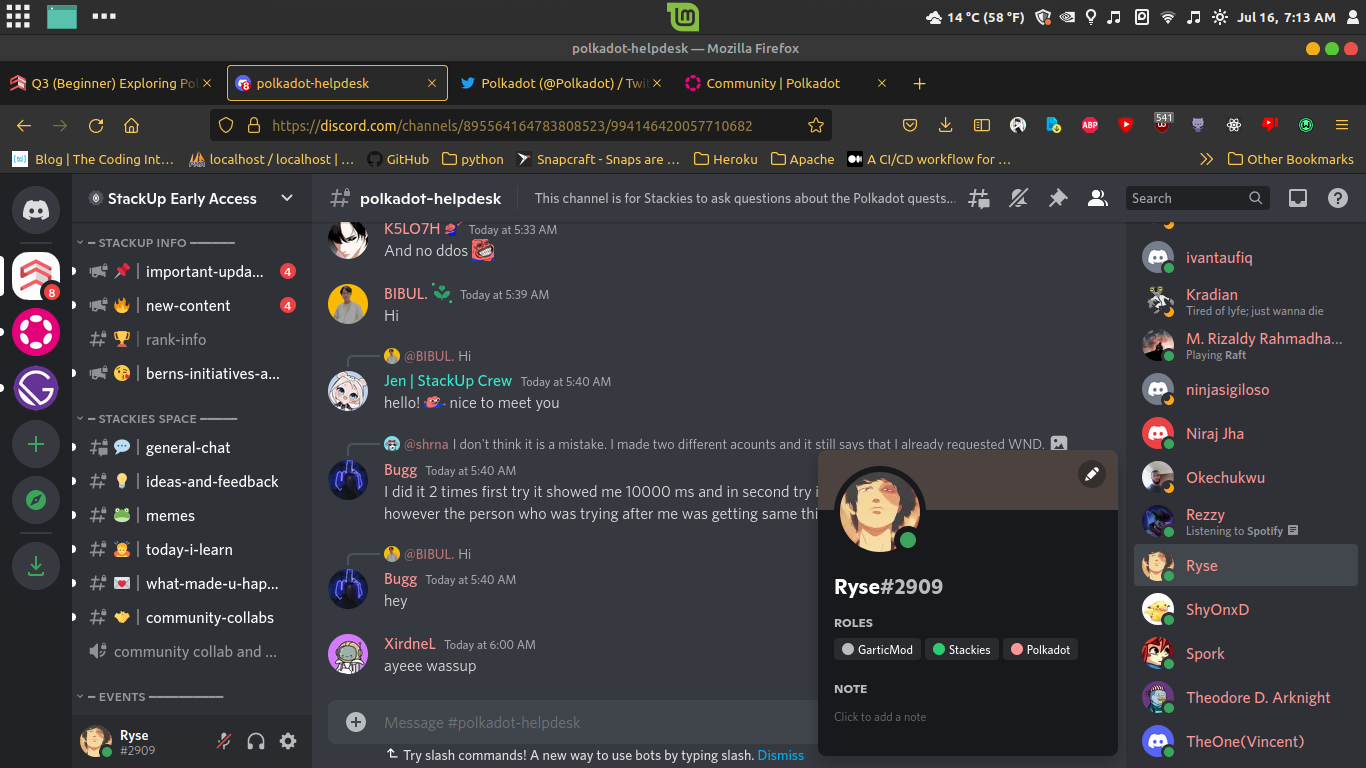 14 °C (58 °F)
Jul 16, 7:13 AM
polkadot-helpdesk — Mozilla Firefox
Q3 (Beginner) Exploring Pol
8
polkadot-helpdesk
Polkadot (@Polkadot) / Twit
Community | Polkadot
https://discord.com/channels/895564164783808523/994146420057710682
ABP
541
Blog | The Coding Int…
localhost / localhost | …
GitHub
python
Snapcraft - Snaps are …
Heroku
Apache
A CI/CD workflow for …
Other Bookmarks
StackUp Early Access
polkadot-helpdesk
This channel is for Stackies to ask questions about the Polkadot quests...
Search
8
STACKUP INFO
important-upda...
4
new-content
4
rank-info
berns-initiatives-a...
STACKIES SPACE
general-chat
ideas-and-feedback
memes
today-i-learn
what-made-u-hap...
community-collabs
community collab and ...
EVENTS
Ryse
#2909
K5LO7H Today at 5:33 AM
And no ddos
BIBUL. Today at 5:39 AM
Hi
@BIBUL. Hi
Jen | StackUp Crew Today at 5:40 AM
hello! nice to meet you
@shrna I don't think it is a mistake. I made two different acounts and it still says that I already requested WND.
Bugg Today at 5:40 AM
I did it 2 times first try it showed me 10000 ms and in second try i
however the person who was trying after me was getting same thi
@BIBUL. Hi
Bugg Today at 5:40 AM
hey
XirdneL Today at 6:00 AM
ayeee wassup
Message #polkadot-helpdesk
Try slash commands! A new way to use bots by typing slash. Dismiss
Ryse#2909
ROLES
GarticMod
Stackies
Polkadot
NOTE
Click to add a note
ivantaufiq
Kradian
Tired of lyfe; just wanna die
M. Rizaldy Rahmadha...
Playing Raft
ninjasigiloso
Niraj Jha
Okechukwu
Rezzy
Listening to Spotify
Ryse
ShyOnxD
Spork
Theodore D. Arknight
TheOne(Vincent)